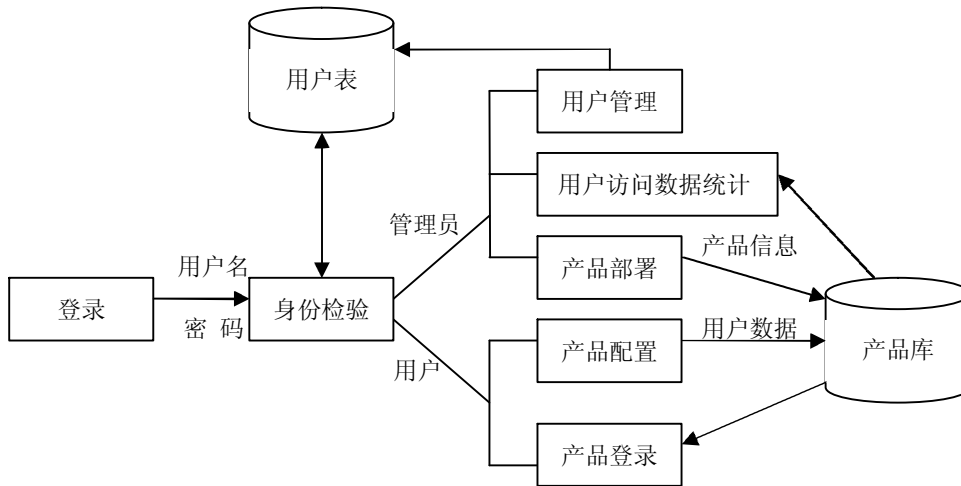 用户表
用户管理
用户访问数据统计
管理员
产品信息
用户名
产品部署
登录
身份检验
密 码
用户数据
产品配置
产品库
用户
产品登录